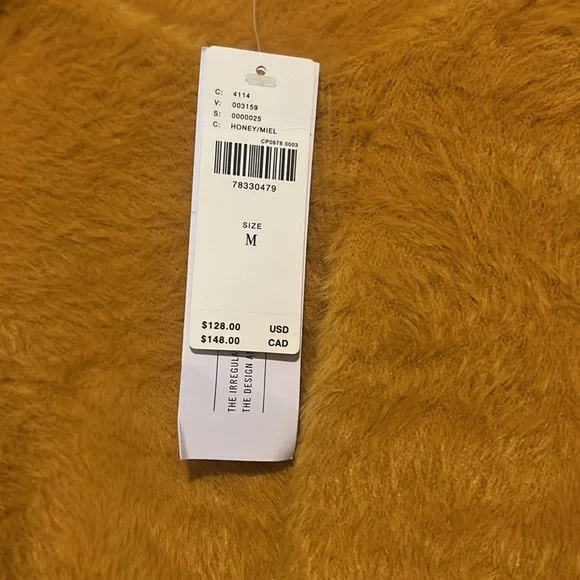 C: 4114
V: 003159
S: 0000025
C: HONEY/MIEL
CP0978 0003
78330479
SIZE
M
$128.00 USD
$148.00 CAD
THE IRREGULA
THE DESIGN A